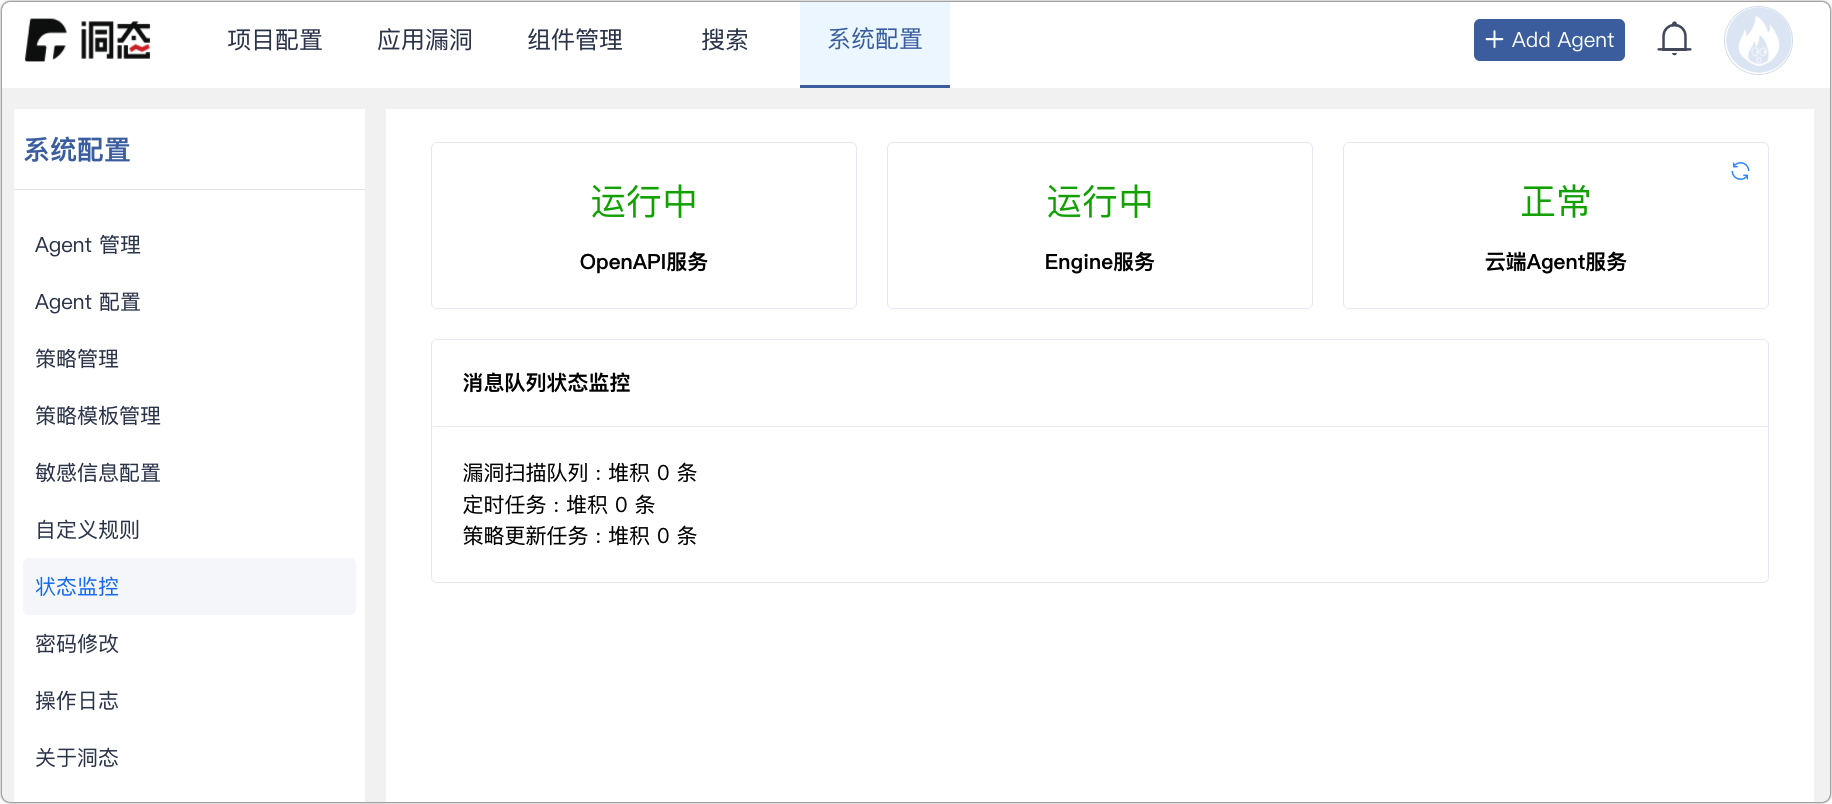 洞态
项目配置
应用漏洞
组件管理
搜索
系统配置
+ Add Agent
系统配置
Agent 管理
Agent 配置
策略管理
策略模板管理
敏感信息配置
自定义规则
状态监控
密码修改
操作日志
关于洞态
运行中
OpenAPI服务
运行中
Engine服务
正常
云端Agent服务
消息队列状态监控
漏洞扫描队列：堆积 0 条
定时任务：堆积 0 条
策略更新任务：堆积 0 条